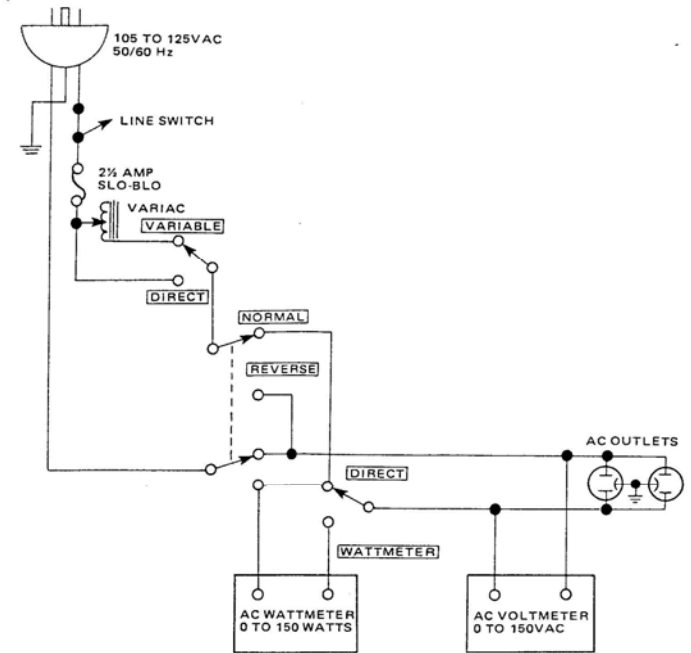 105 TO 125VAC
50/60 Hz
LINE SWITCH
2½ AMP
SLO-BLO
VARIAC
VARIABLE
DIRECT
NORMAL
REVERSE
AC OUTLETS
DIRECT
WATTMETER
AC WATTMETER
0 TO 150 WATTS
AC VOLTMETER
0 TO 150VAC